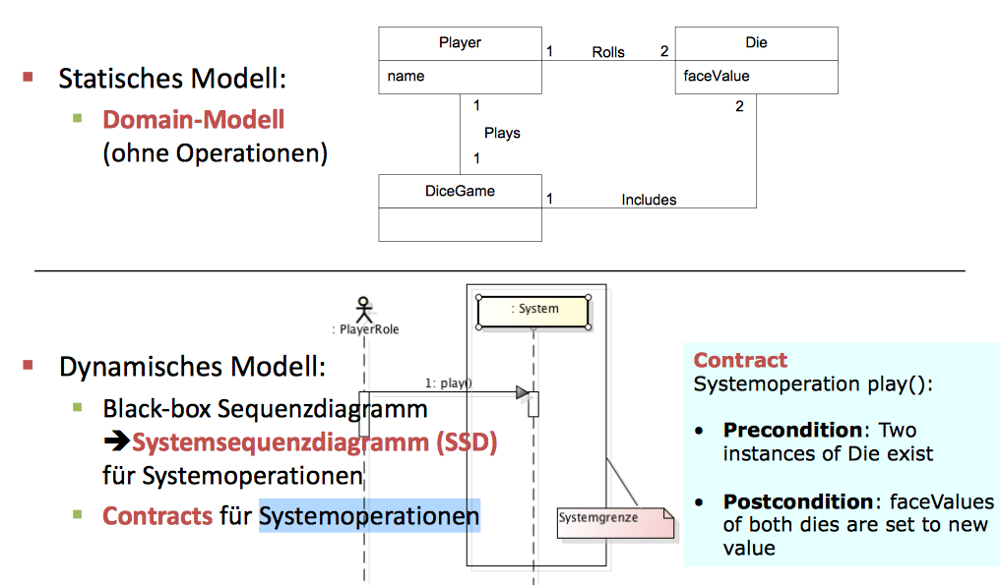 Statisches Modell:
Domain-Modell
(ohne Operationen)
Player
name
1 Rolls 2
Die
faceValue
1
Plays
1
2
DiceGame
1 Includes
Dynamisches Modell:
Black-box Sequenzdiagramm
➔Systemsequenzdiagramm (SSD)
für Systemoperationen
Contracts für Systemoperationen
: PlayerRole
: System
1: play()
Systemgrenze
Contract
Systemoperation play():
Precondition: Two
instances of Die exist
Postcondition: faceValues
of both dies are set to new
value